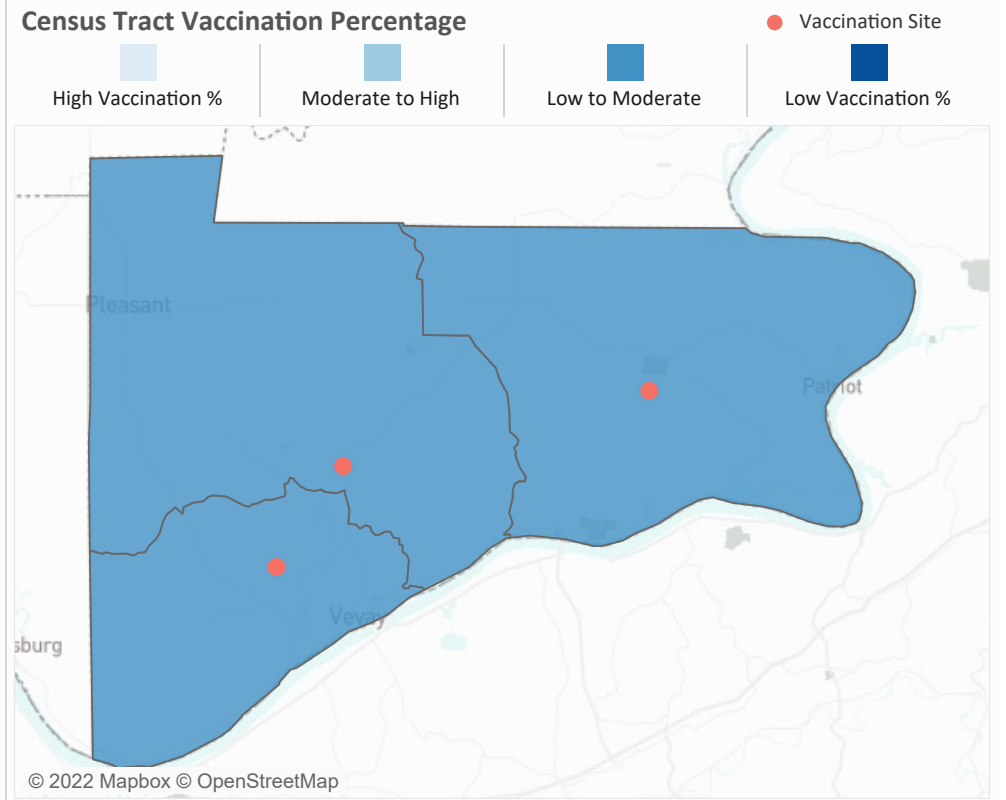 Census Tract Vaccination Percentage
Vaccination Site
High Vaccination %
Moderate to High
Low to Moderate
Low Vaccination %
Pleasant
Patriot
Vevay
sburg
© 2022 Mapbox © OpenStreetMap